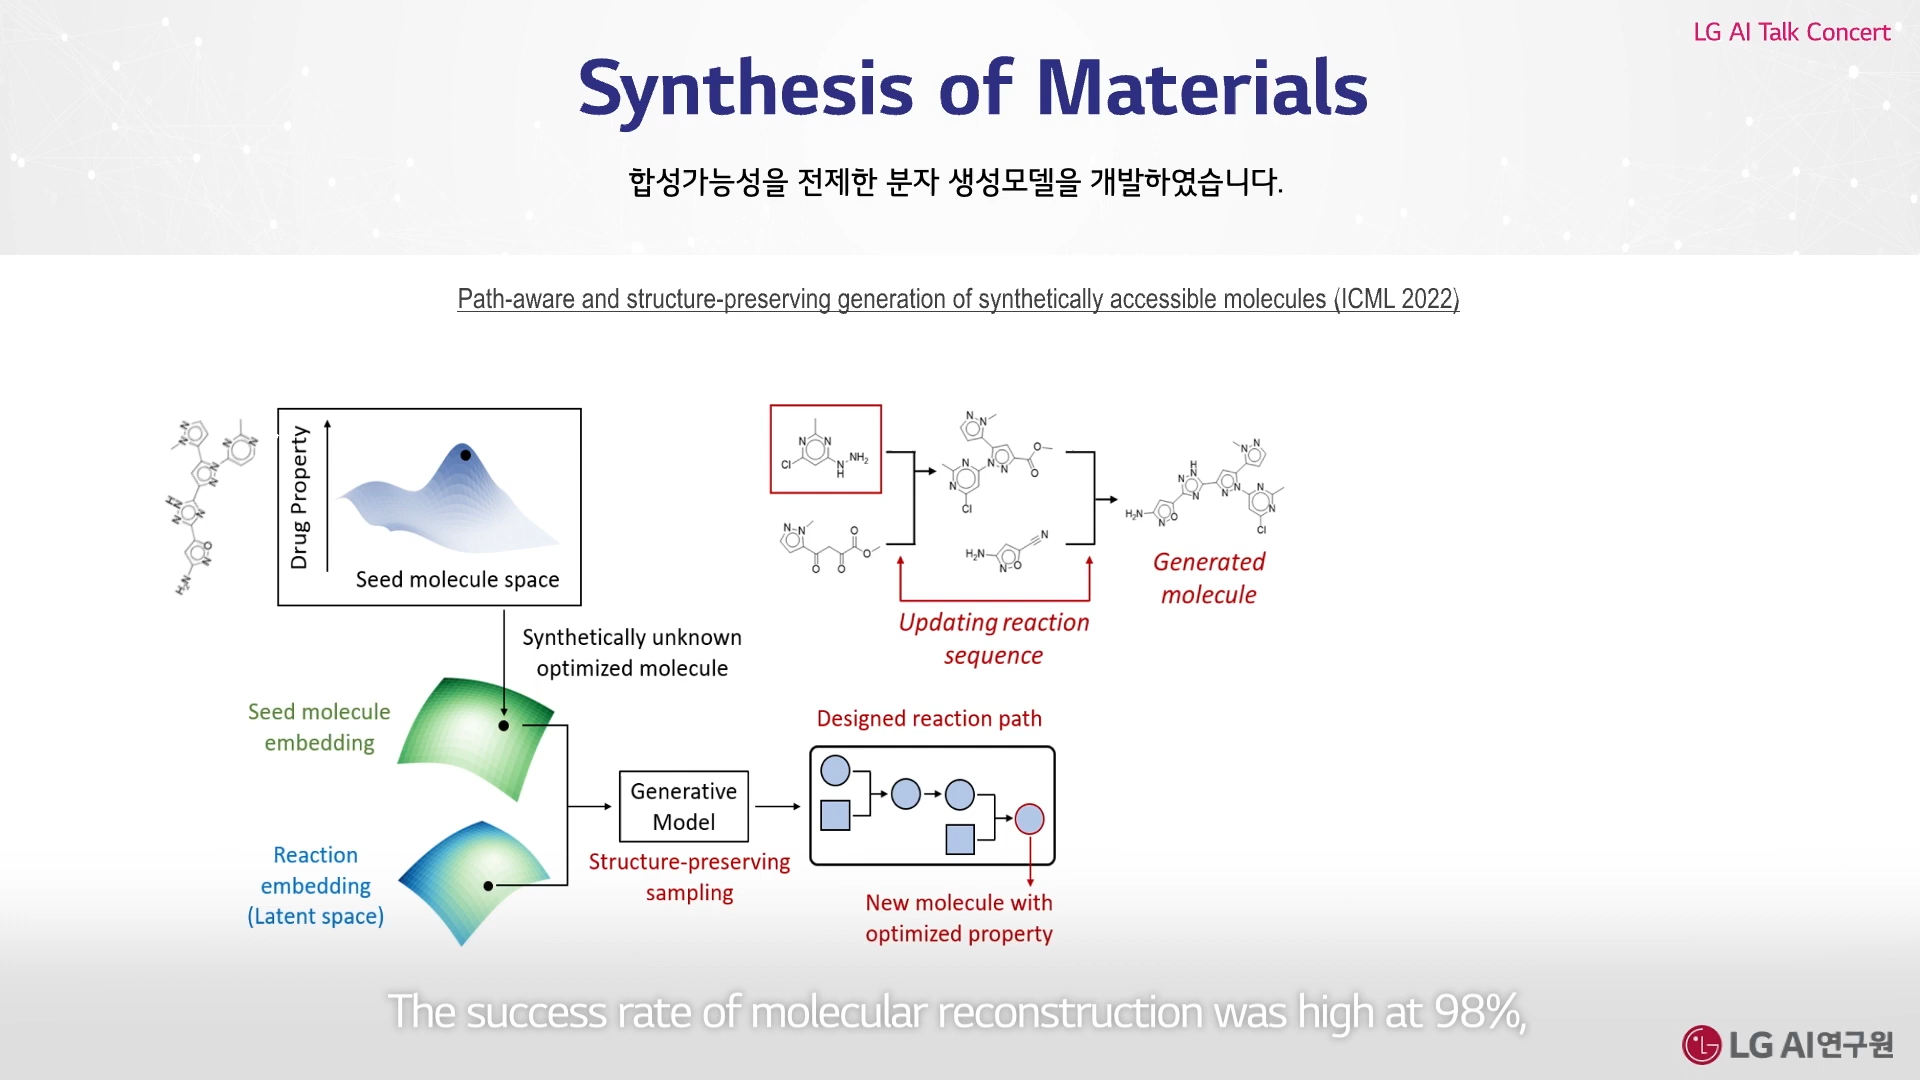 LG AI Talk Concert
Synthesis of Materials
합성가능성을 전제한 분자 생성모델을 개발하였습니다.
Path-aware and structure-preserving generation of synthetically accessible molecules (ICML 2022)
Drug Property
Seed molecule space
Synthetically unknown
optimized molecule
Seed molecule
embedding
Reaction
embedding
(Latent space)
Generative
Model
Structure-preserving
sampling
Updating reaction
sequence
Generated
molecule
Designed reaction path
New molecule with
optimized property
The success rate of molecular reconstruction was high at 98%,
LG AI연구원